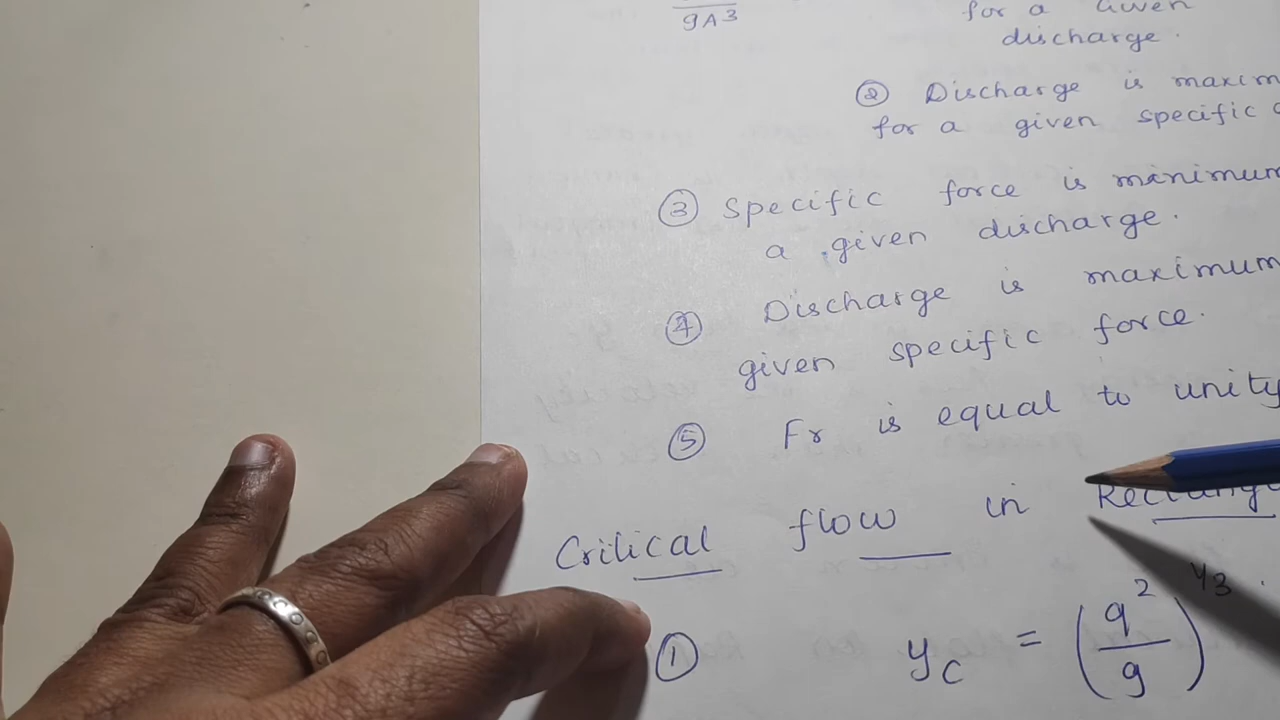 gA³
for a Given
discharge.
② Discharge is maxim
for a given specific
③ Specific force is minimum
a given discharge.
④ Discharge is maximum
given specific force.
⑤ Fr is equal to unity
Critical flow in Rectang
① yc = (q²/g)^1/3.